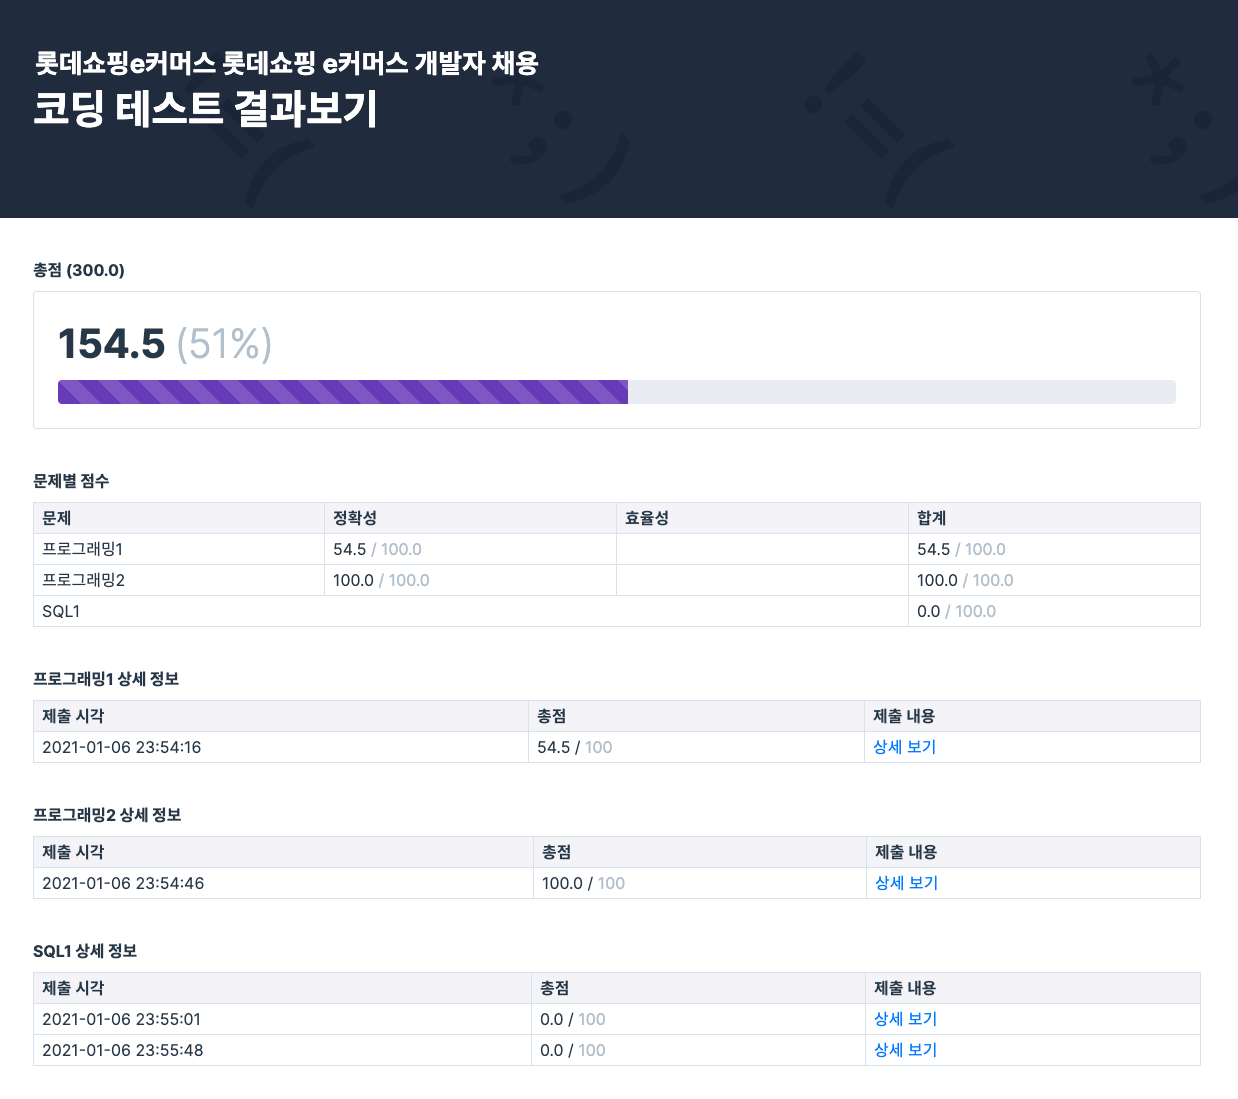 롯데쇼핑e커머스 롯데쇼핑 e커머스 개발자 채용
코딩 테스트 결과보기
총점 (300.0)
154.5 (51%)
문제별 점수
문제 정확성 효율성 합계
프로그래밍1 54.5 / 100.0 54.5 / 100.0
프로그래밍2 100.0 / 100.0 100.0 / 100.0
SQL1 0.0 / 100.0
프로그래밍1 상세 정보
제출 시각 총점 제출 내용
2021-01-06 23:54:16 54.5 / 100 상세 보기
프로그래밍2 상세 정보
제출 시각 총점 제출 내용
2021-01-06 23:54:46 100.0 / 100 상세 보기
SQL1 상세 정보
제출 시각 총점 제출 내용
2021-01-06 23:55:01 0.0 / 100 상세 보기
2021-01-06 23:55:48 0.0 / 100 상세 보기